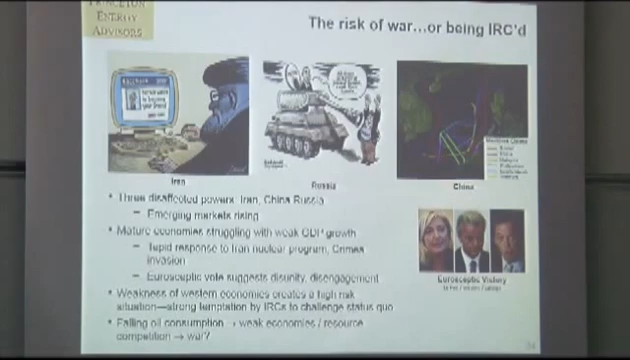 PRINCETON
ENERGY
ADVISORS
The risk of war…or being IRC'd
Iran
Russia
China
• Three disaffected powers: Iran, China Russia
– Emerging markets rising
• Mature economies struggling with weak GDP growth
– Tepid response to Iran nuclear program, Crimea
invasion
– Eurosceptic vote suggests disunity, disengagement
• Weakness of western economies creates a high risk
situation—strong temptation by IRCs to challenge status quo
• Falling oil consumption → weak economies / resource
competition → war?
Eurosceptic Victory